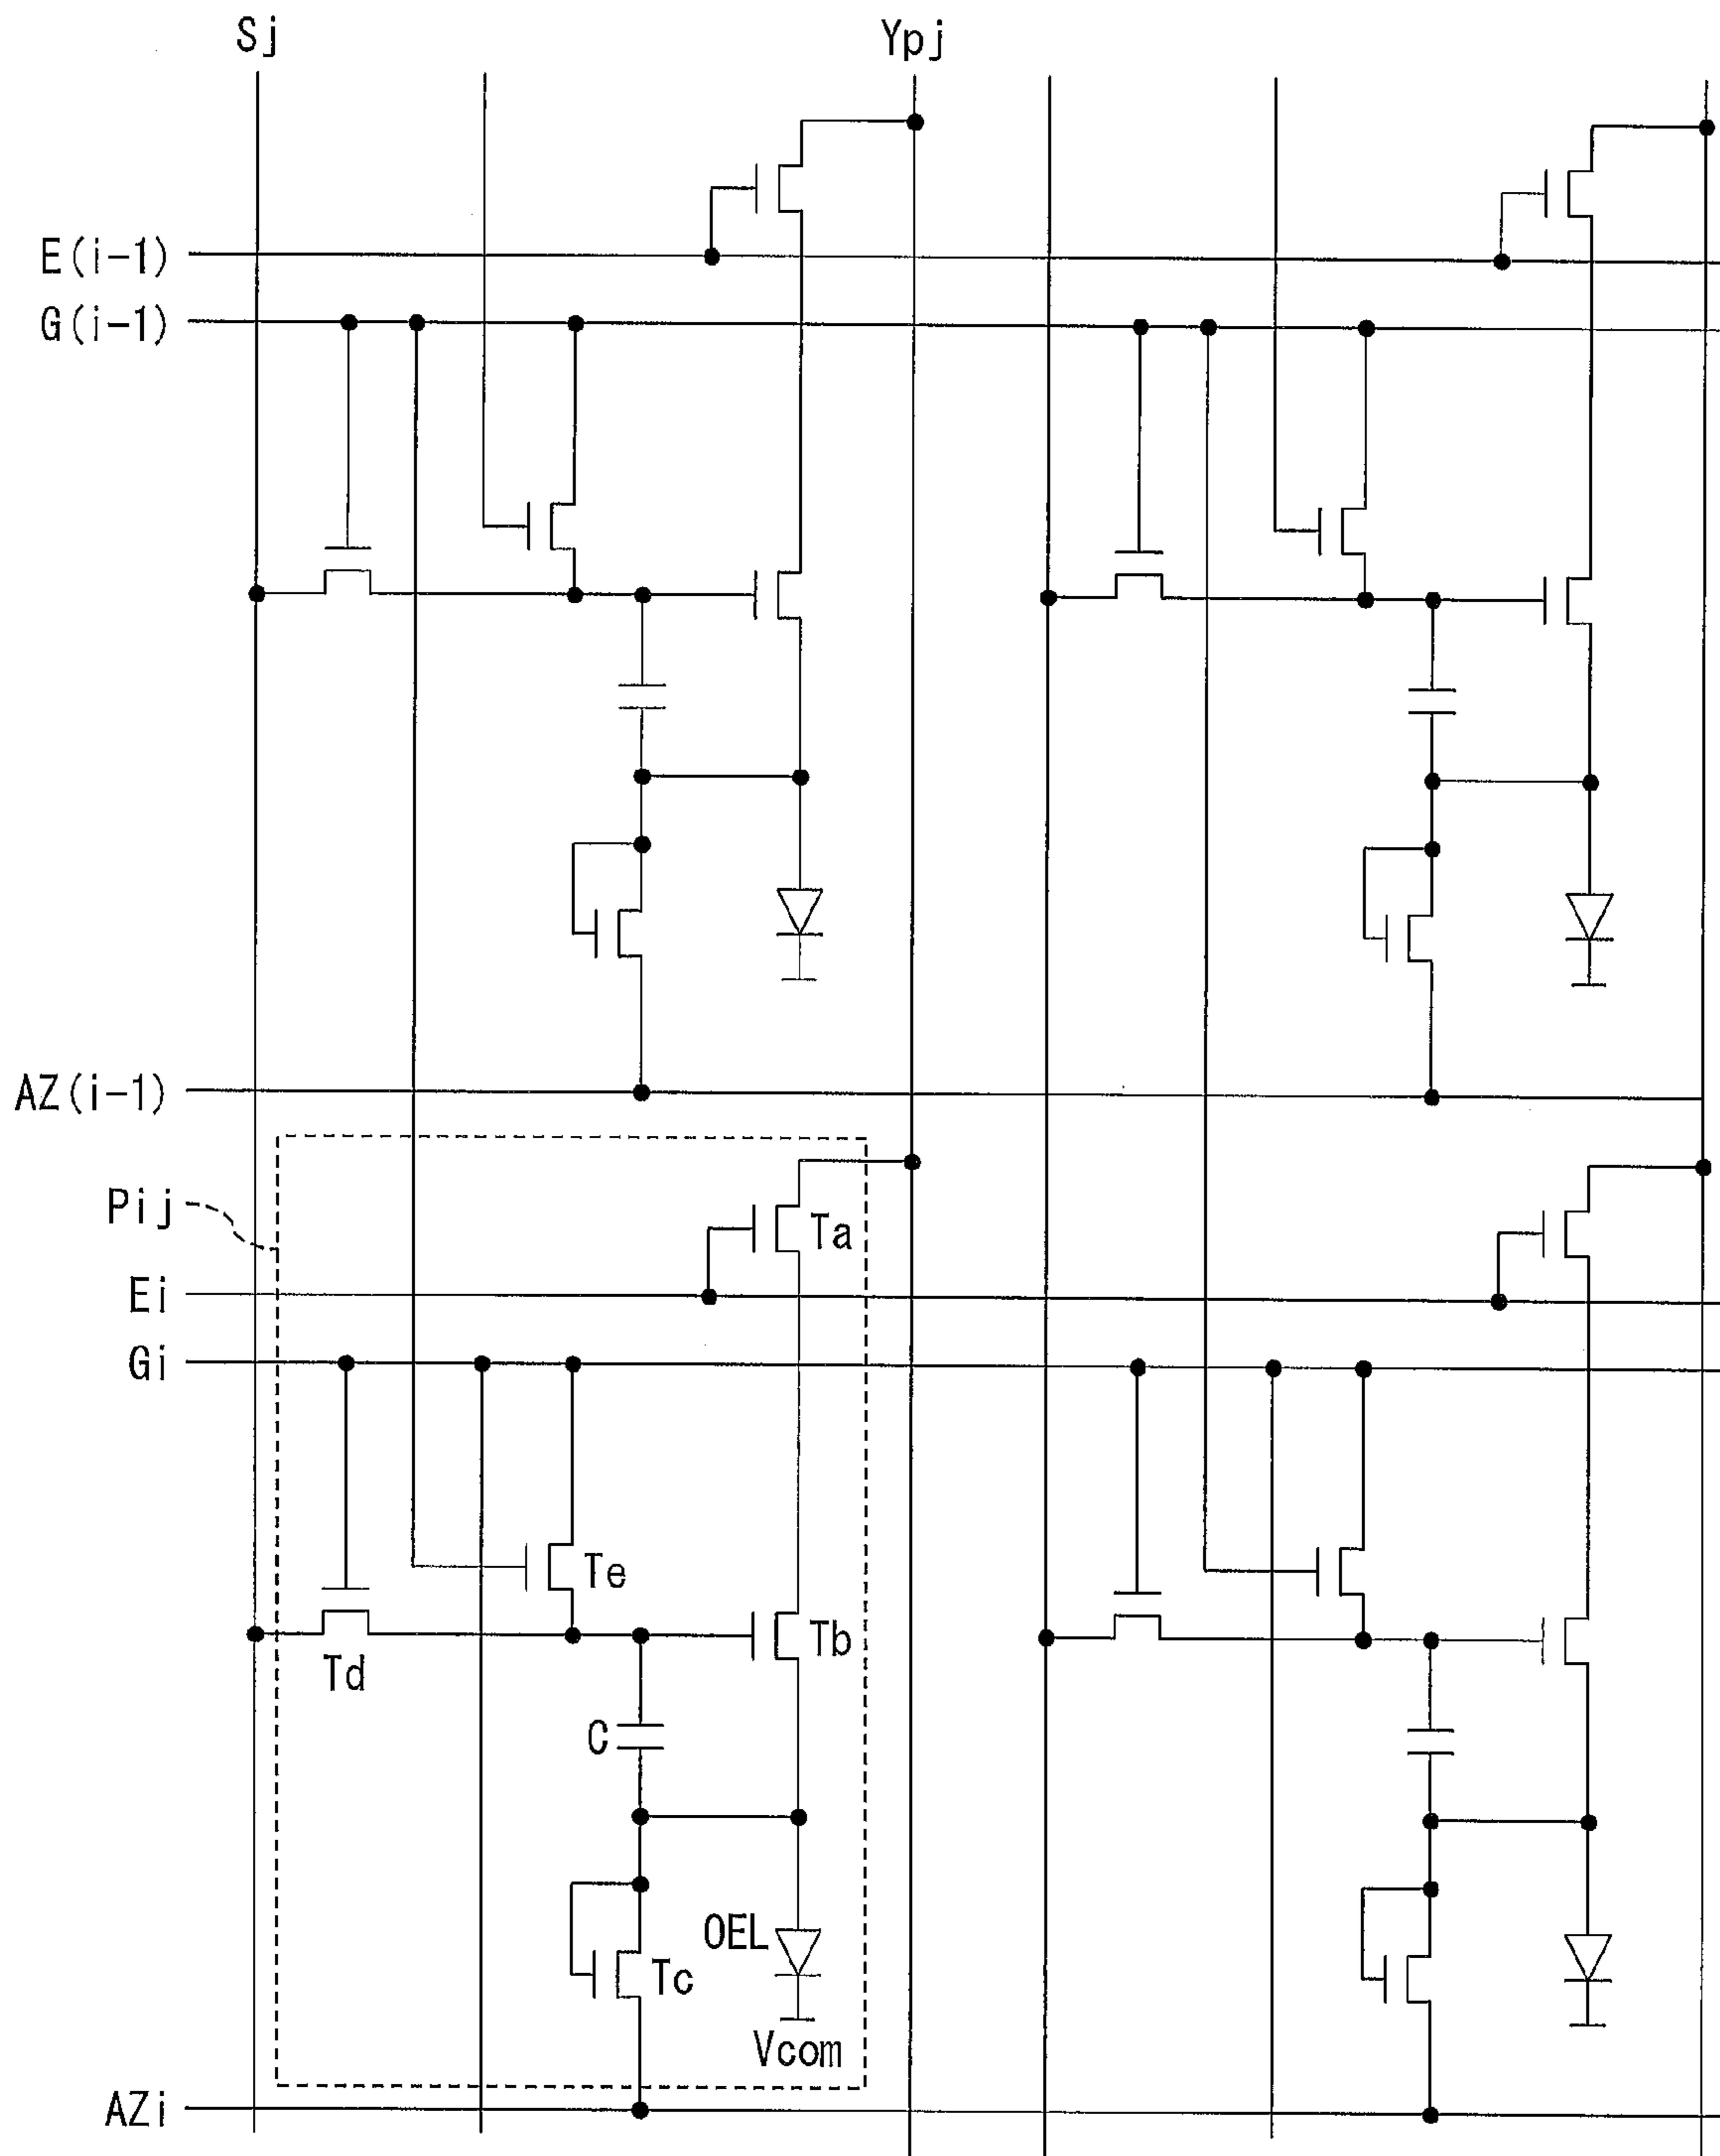 Sj
Ypj
E(i-1)
G(i-1)
AZ(i-1)
Pij
Ta
Ei
Gi
Te
Tb
Td
C
OEL
Tc
Vcom
AZi